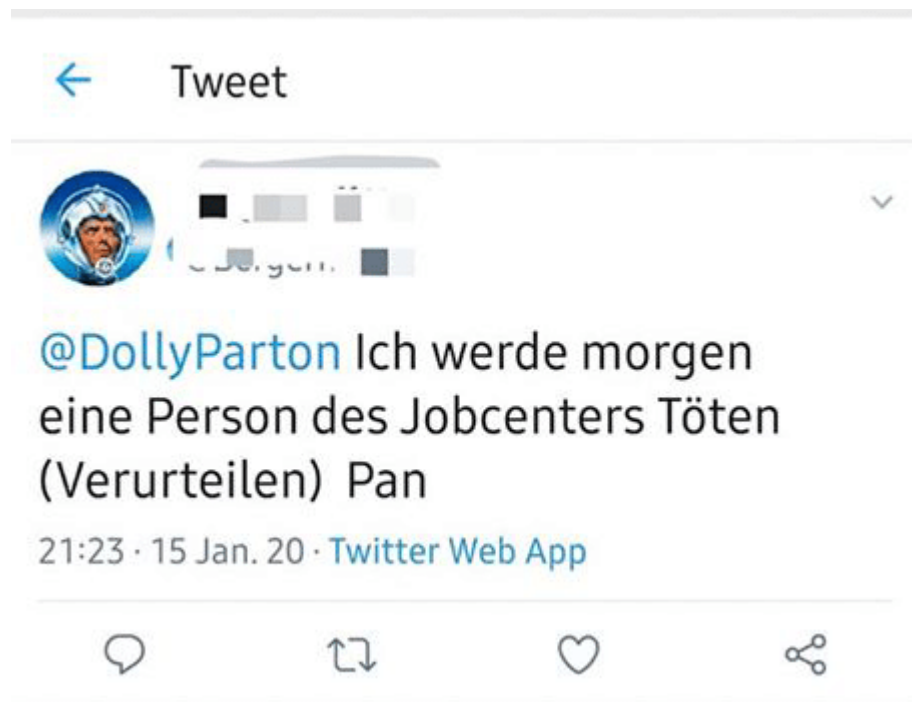 Tweet
@DollyParton Ich werde morgen
eine Person des Jobcenters Töten
(Verurteilen) Pan
21:23 · 15 Jan. 20 · Twitter Web App